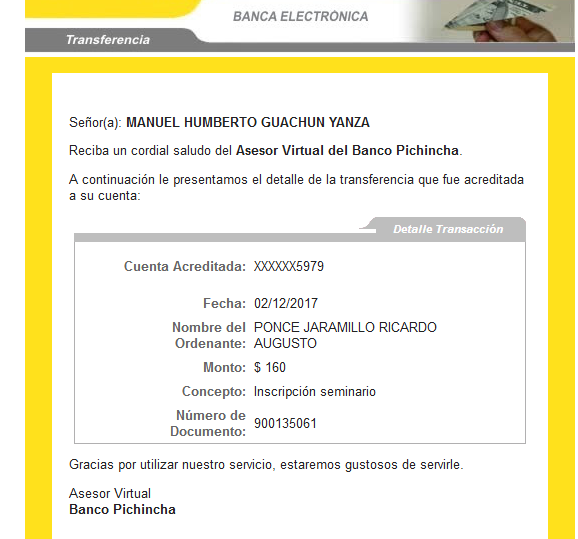 BANCA ELECTRÓNICA
Transferencia
Señor(a): MANUEL HUMBERTO GUACHUN YANZA
Reciba un cordial saludo del Asesor Virtual del Banco Pichincha.
A continuación le presentamos el detalle de la transferencia que fue acreditada
a su cuenta:
Detalle Transacción
Cuenta Acreditada: XXXXXX5979
Fecha: 02/12/2017
Nombre del PONCE JARAMILLO RICARDO
Ordenante: AUGUSTO
Monto: $ 160
Concepto: Inscripción seminario
Número de
Documento: 900135061
Gracias por utilizar nuestro servicio, estaremos gustosos de servirle.
Asesor Virtual
Banco Pichincha